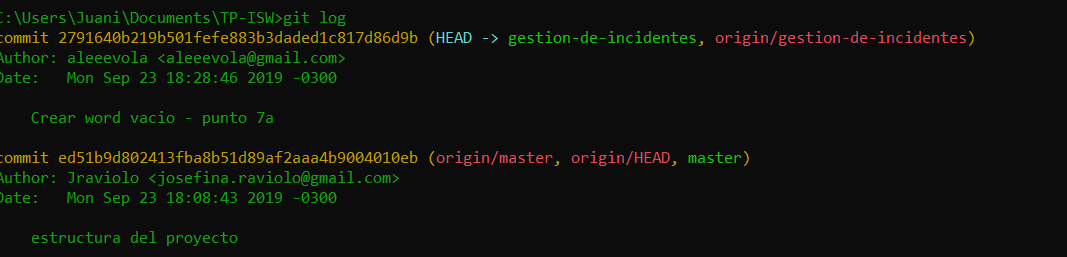 C:\Users\Juani\Documents\TP-ISW>git log
commit 2791640b219b501fefe883b3daded1c817d86d9b (HEAD -> gestion-de-incidentes, origin/gestion-de-incidentes)
Author: aleeevola <aleeevola@gmail.com>
Date:   Mon Sep 23 18:28:46 2019 -0300
Crear word vacio - punto 7a
commit ed51b9d802413fba8b51d89af2aaa4b9004010eb (origin/master, origin/HEAD, master)
Author: Jraviolo <josefina.raviolo@gmail.com>
Date:   Mon Sep 23 18:08:43 2019 -0300
estructura del proyecto